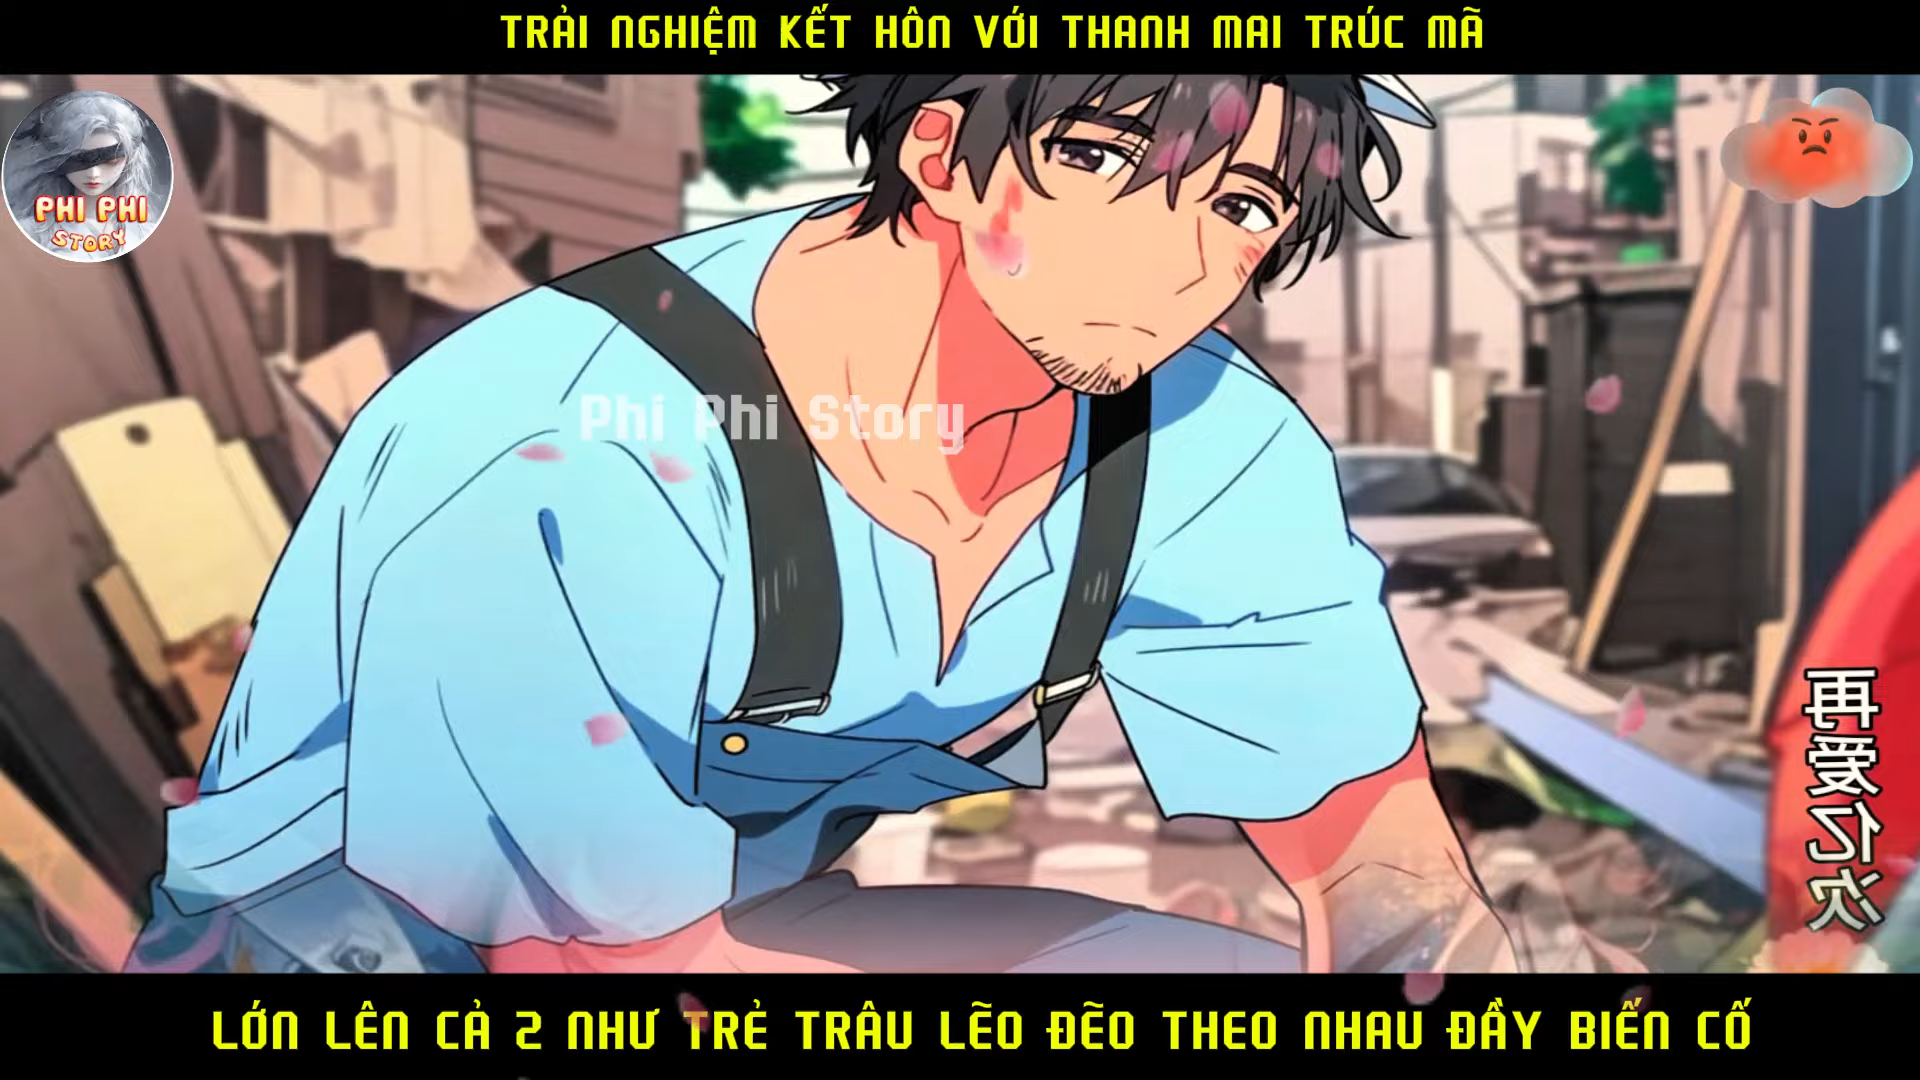 TRẢI NGHIỆM KẾT HÔN VỚI THANH MAI TRÚC MÃ
PHI PHI
STORY
Phi Phi Story
再爱亿次
LỚN LÊN CẢ 2 NHƯ TRẺ TRÂU LẼO ĐẼO THEO NHAU ĐẦY BIẾN CỐ